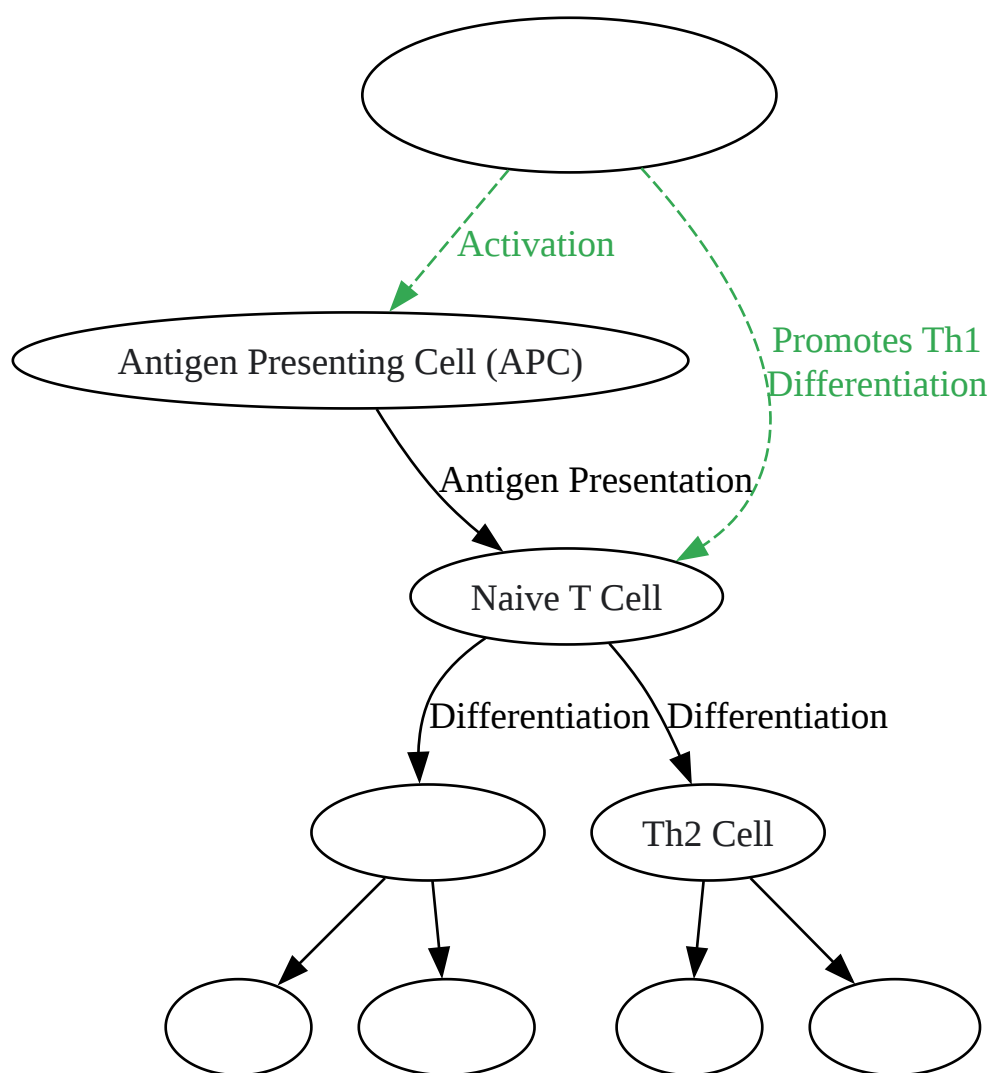 Activation
Promotes Th1
Differentiation
Antigen Presenting Cell (APC)
Antigen Presentation
Naive T Cell
Differentiation
Differentiation
Th2 Cell